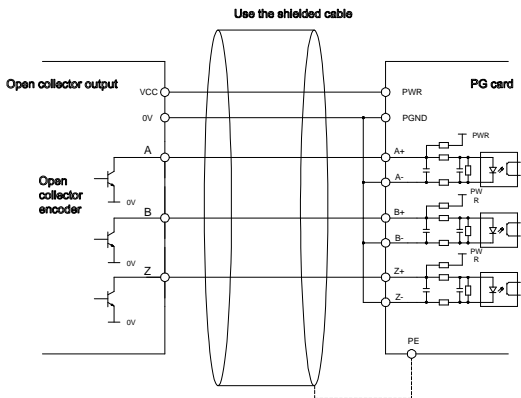 Use the shielded cable
Open collector output
PG card
VCC
PWR
0V
PGND
PWR
A
A+
0V
A-
Open
collector
encoder
PW
R
B
B+
0V
B-
PW
R
Z
Z+
0V
Z-
PE